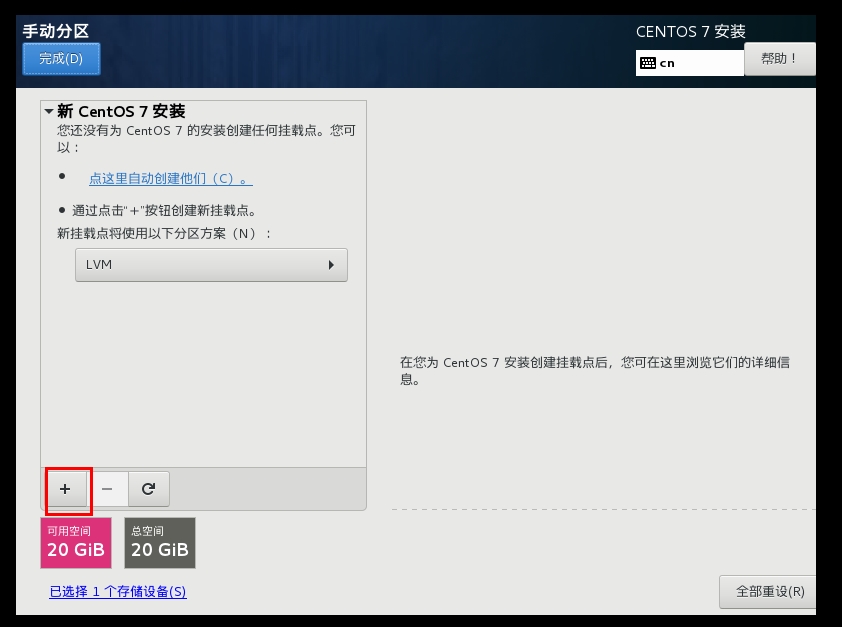 手动分区
完成(D)
CENTOS 7 安装
cn
帮助！
新 CentOS 7 安装
您还没有为 CentOS 7 的安装创建任何挂载点。您可
以：
点这里自动创建他们（C）。
通过点击“+”按钮创建新挂载点。
新挂载点将使用以下分区方案（N）：
LVM
在您为 CentOS 7 安装创建挂载点后，您可在这里浏览它们的详细信
息。
+ −
可用空间
20 GiB
总空间
20 GiB
已选择 1 个存储设备(S)
全部重设(R)